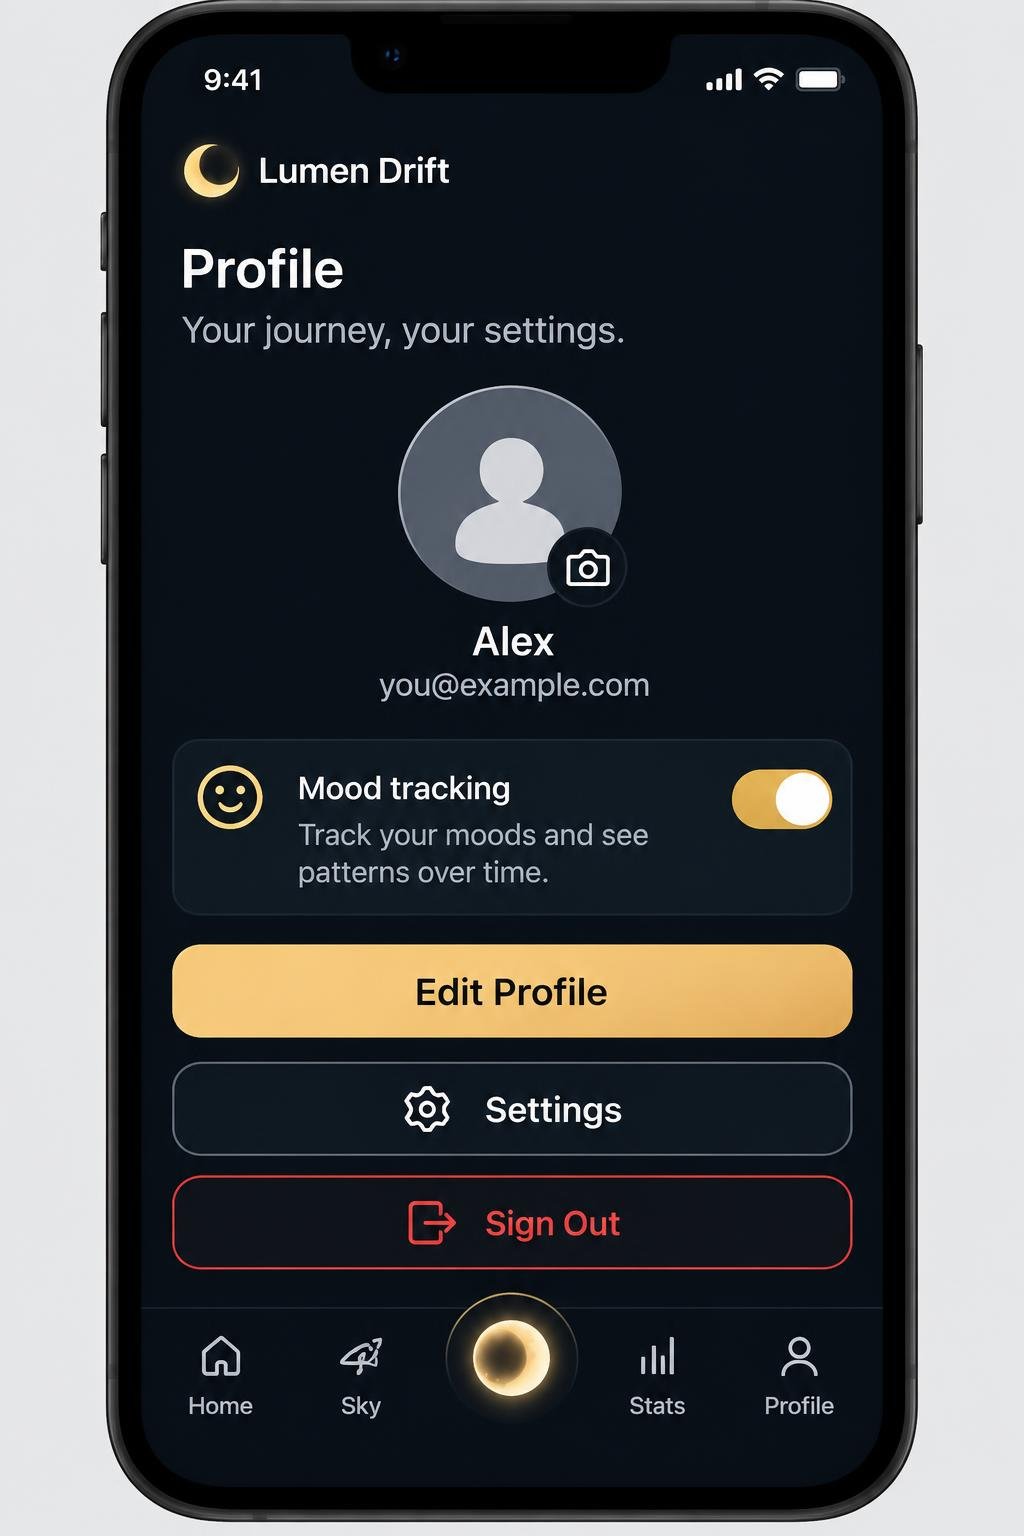 9:41
Lumen Drift
Profile
Your journey, your settings.
Alex
you@example.com
Mood tracking
Track your moods and see
patterns over time.
Edit Profile
Settings
Sign Out
Home
Sky
Stats
Profile